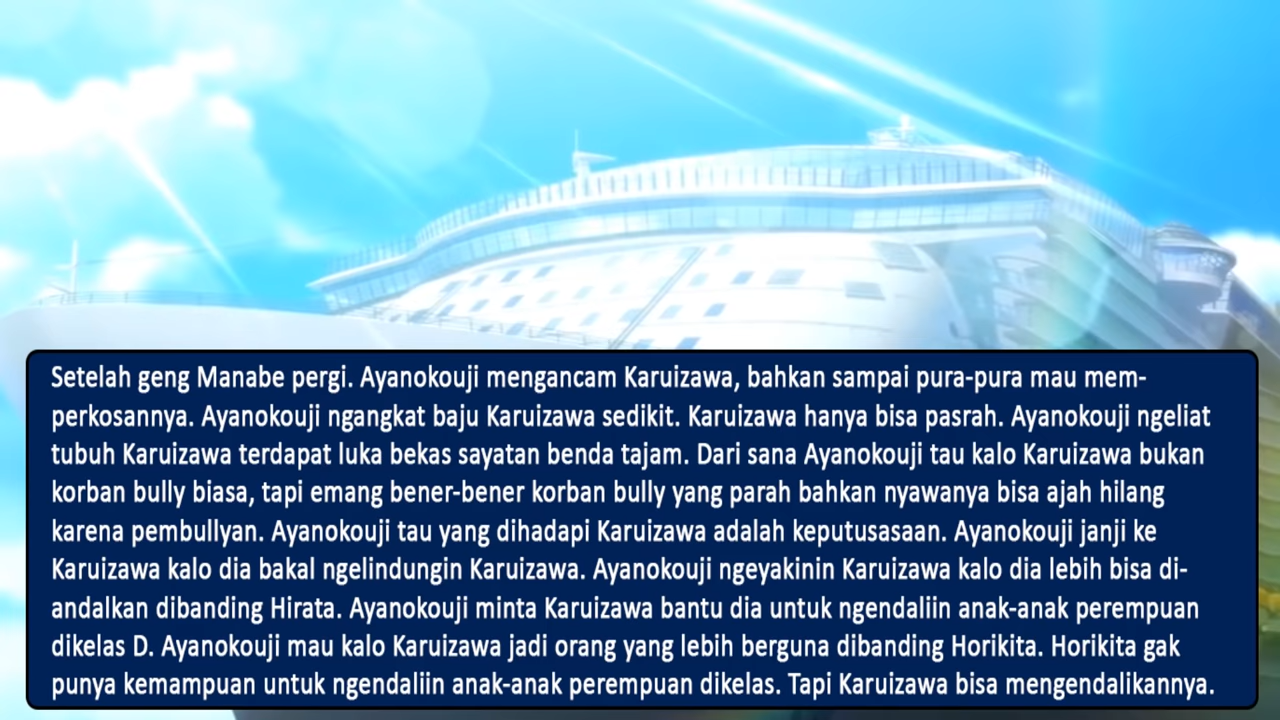 Setelah geng Manabe pergi. Ayanokouji mengancam Karuizawa, bahkan sampai pura-pura mau mem-
perkosannya. Ayanokouji ngangkat baju Karuizawa sedikit. Karuizawa hanya bisa pasrah. Ayanokouji ngeliat
tubuh Karuizawa terdapat luka bekas sayatan benda tajam. Dari sana Ayanokouji tau kalo Karuizawa bukan
korban bully biasa, tapi emang bener-bener korban bully yang parah bahkan nyawanya bisa ajah hilang
karena pembullyan. Ayanokouji tau yang dihadapi Karuizawa adalah keputusasaan. Ayanokouji janji ke
Karuizawa kalo dia bakal ngelindungin Karuizawa. Ayanokouji ngeyakinin Karuizawa kalo dia lebih bisa di-
andalkan dibanding Hirata. Ayanokouji minta Karuizawa bantu dia untuk ngendaliin anak-anak perempuan
dikelas D. Ayanokouji mau kalo Karuizawa jadi orang yang lebih berguna dibanding Horikita. Horikita gak
punya kemampuan untuk ngendaliin anak-anak perempuan dikelas. Tapi Karuizawa bisa mengendalikannya.